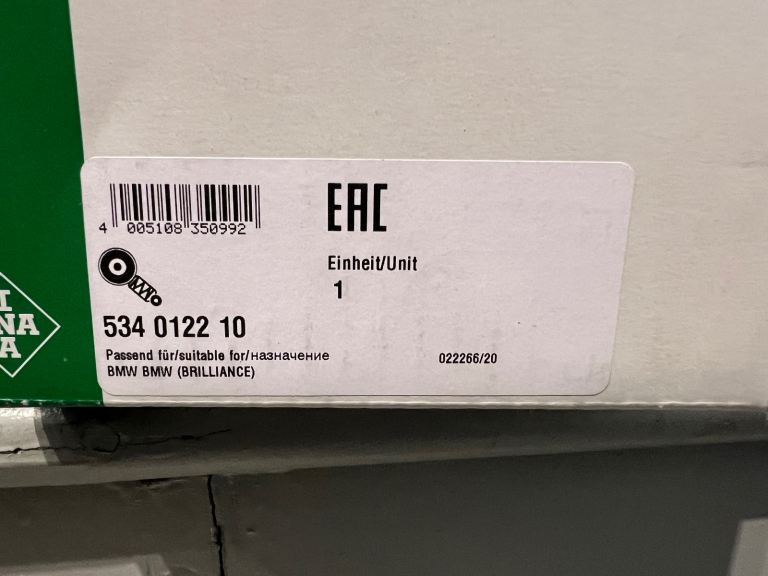 4 005108 350992
EAC
Einheit/Unit
1
534 0122 10
Passend für/suitable for/назначение
BMW BMW (BRILLIANCE)
022266/20